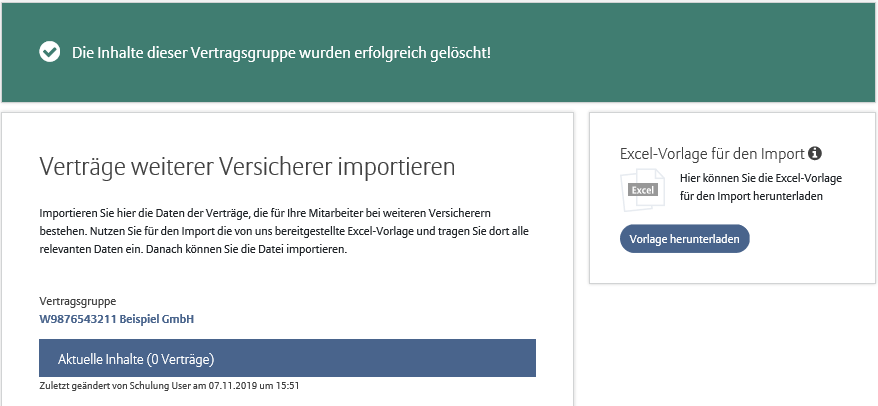 Die Inhalte dieser Vertragsgruppe wurden erfolgreich gelöscht!
Verträge weiterer Versicherer importieren
Importieren Sie hier die Daten der Verträge, die für Ihre Mitarbeiter bei weiteren Versicherern
bestehen. Nutzen Sie für den Import die von uns bereitgestellte Excel-Vorlage und tragen Sie dort alle
relevanten Daten ein. Danach können Sie die Datei importieren.
Vertragsgruppe
W9876543211 Beispiel GmbH
Aktuelle Inhalte (0 Verträge)
Zuletzt geändert von Schulung User am 07.11.2019 um 15:51
Excel-Vorlage für den Import
Excel
Hier können Sie die Excel-Vorlage
für den Import herunterladen
Vorlage herunterladen